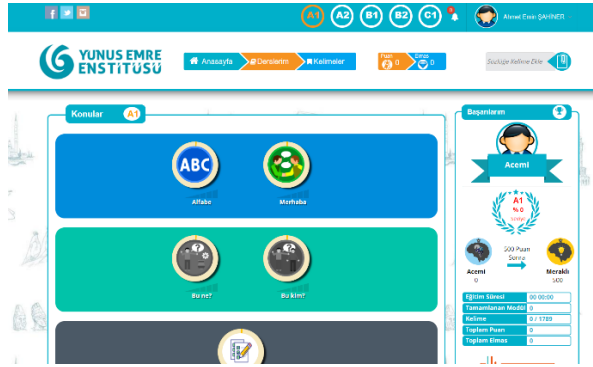 A1 A2 B1 B2 C1
Ahmet Emin ŞAHİNER
YUNUS EMRE
ENSTİTÜSÜ
Anasayfa Derslerim Kelimeler
Puan
0
Elmas
0
Sözlüğe Kelime Ekle
Konular A1
ABC
Alfabe Merhaba
Bu ne? Bu kim?
Başarılarım
Acemi
A1
% 0
500 Puan
Sonra
Acemi
0
Meraklı
500
Eğitim Süresi 00:00:00
Tamamlanan Modül 0
Kelime 0 / 1789
Toplam Puan 0
Toplam Elmas 0